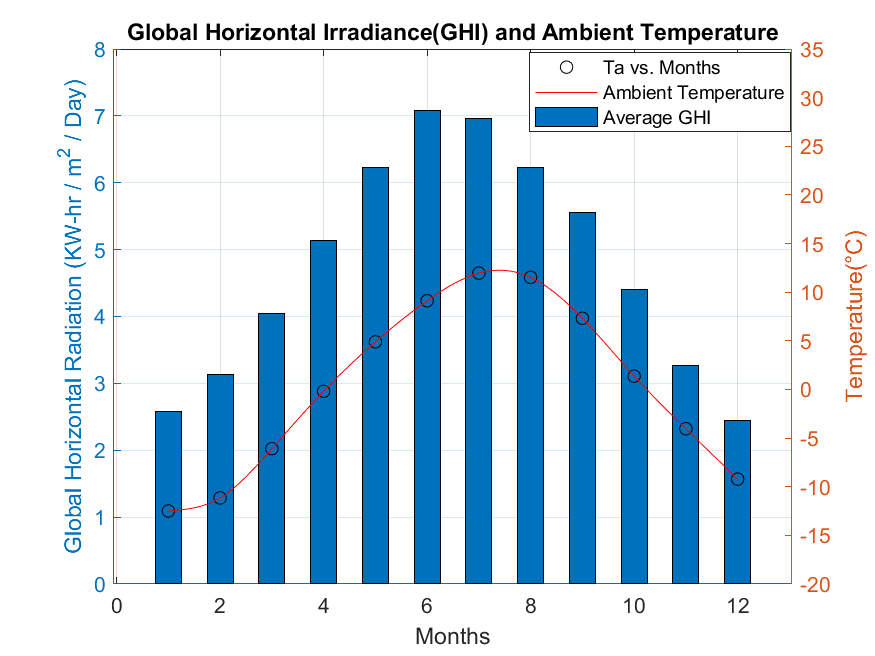 Global Horizontal Irradiance(GHI) and Ambient Temperature
Ta vs. Months
Ambient Temperature
Average GHI
Global Horizontal Radiation (KW-hr / m² / Day)
8
7
6
5
4
3
2
1
0
35
30
25
20
15
10
5
0
-5
-10
-15
-20
Temperature(°C)
0 2 4 6 8 10 12
Months